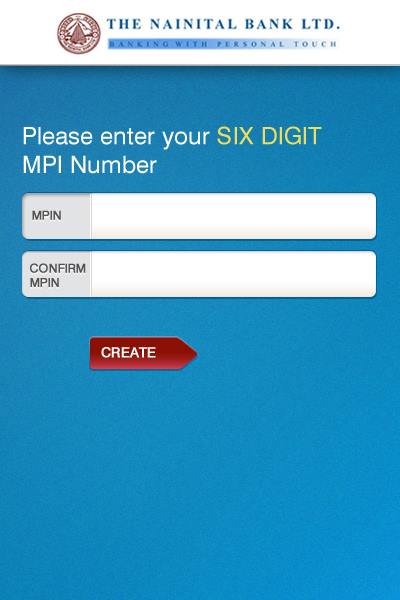 THE NAINITAL BANK LTD.
BANKING WITH PERSONAL TOUCH
Please enter your SIX DIGIT
MPI Number
MPIN
CONFIRM
MPIN
CREATE